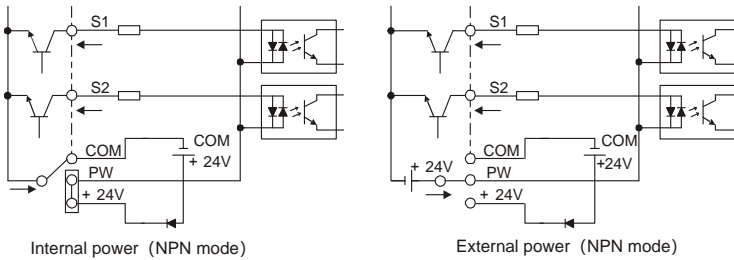 S1
S2
COM
COM
+ 24V
PW
+ 24V
Internal power (NPN mode)
S1
S2
COM
COM
+24V
+ 24V
PW
+ 24V
External power (NPN mode)